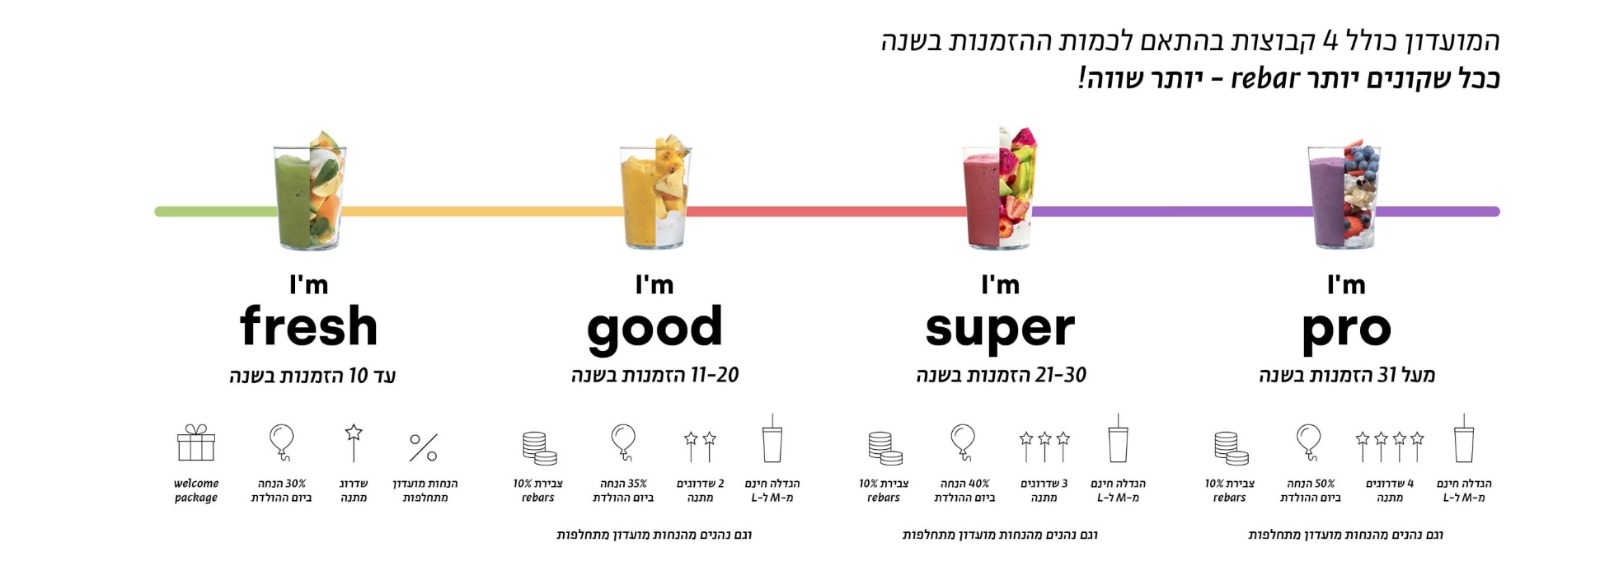 המועדון כולל 4 קבוצות בהתאם לכמות ההזמנות בשנה
ככל שקונים יותר rebar - יותר שווה!
I'm
fresh
עד 10 הזמנות בשנה
welcome
package
30% הנחה
ביום ההולדת
שדרוג
מתנה
הנחות מועדון
מתחלפות
I'm
good
11-20 הזמנות בשנה
צבירת 10%
rebars
35% הנחה
ביום ההולדת
2 שדרוגים
מתנה
הגדלה חינם
מ-M ל-L
וגם נהנים מהנחות מועדון מתחלפות
I'm
super
21-30 הזמנות בשנה
צבירת 10%
rebars
40% הנחה
ביום ההולדת
3 שדרוגים
מתנה
הגדלה חינם
מ-M ל-L
וגם נהנים מהנחות מועדון מתחלפות
I'm
pro
מעל 31 הזמנות בשנה
צבירת 10%
rebars
50% הנחה
ביום ההולדת
4 שדרוגים
מתנה
הגדלה חינם
מ-M ל-L
וגם נהנים מהנחות מועדון מתחלפות